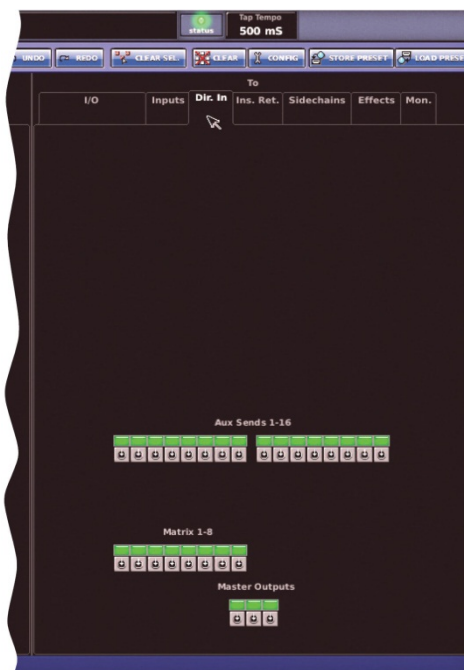 Tap Tempo
status
500 mS
UNDO
REDO
CLEAR SEL.
CLEAR
CONFIG
STORE PRESET
LOAD PRESE
To
I/O
Inputs
Dir. In
Ins. Ret.
Sidechains
Effects
Mon.
Aux Sends 1-16
Matrix 1-8
Master Outputs